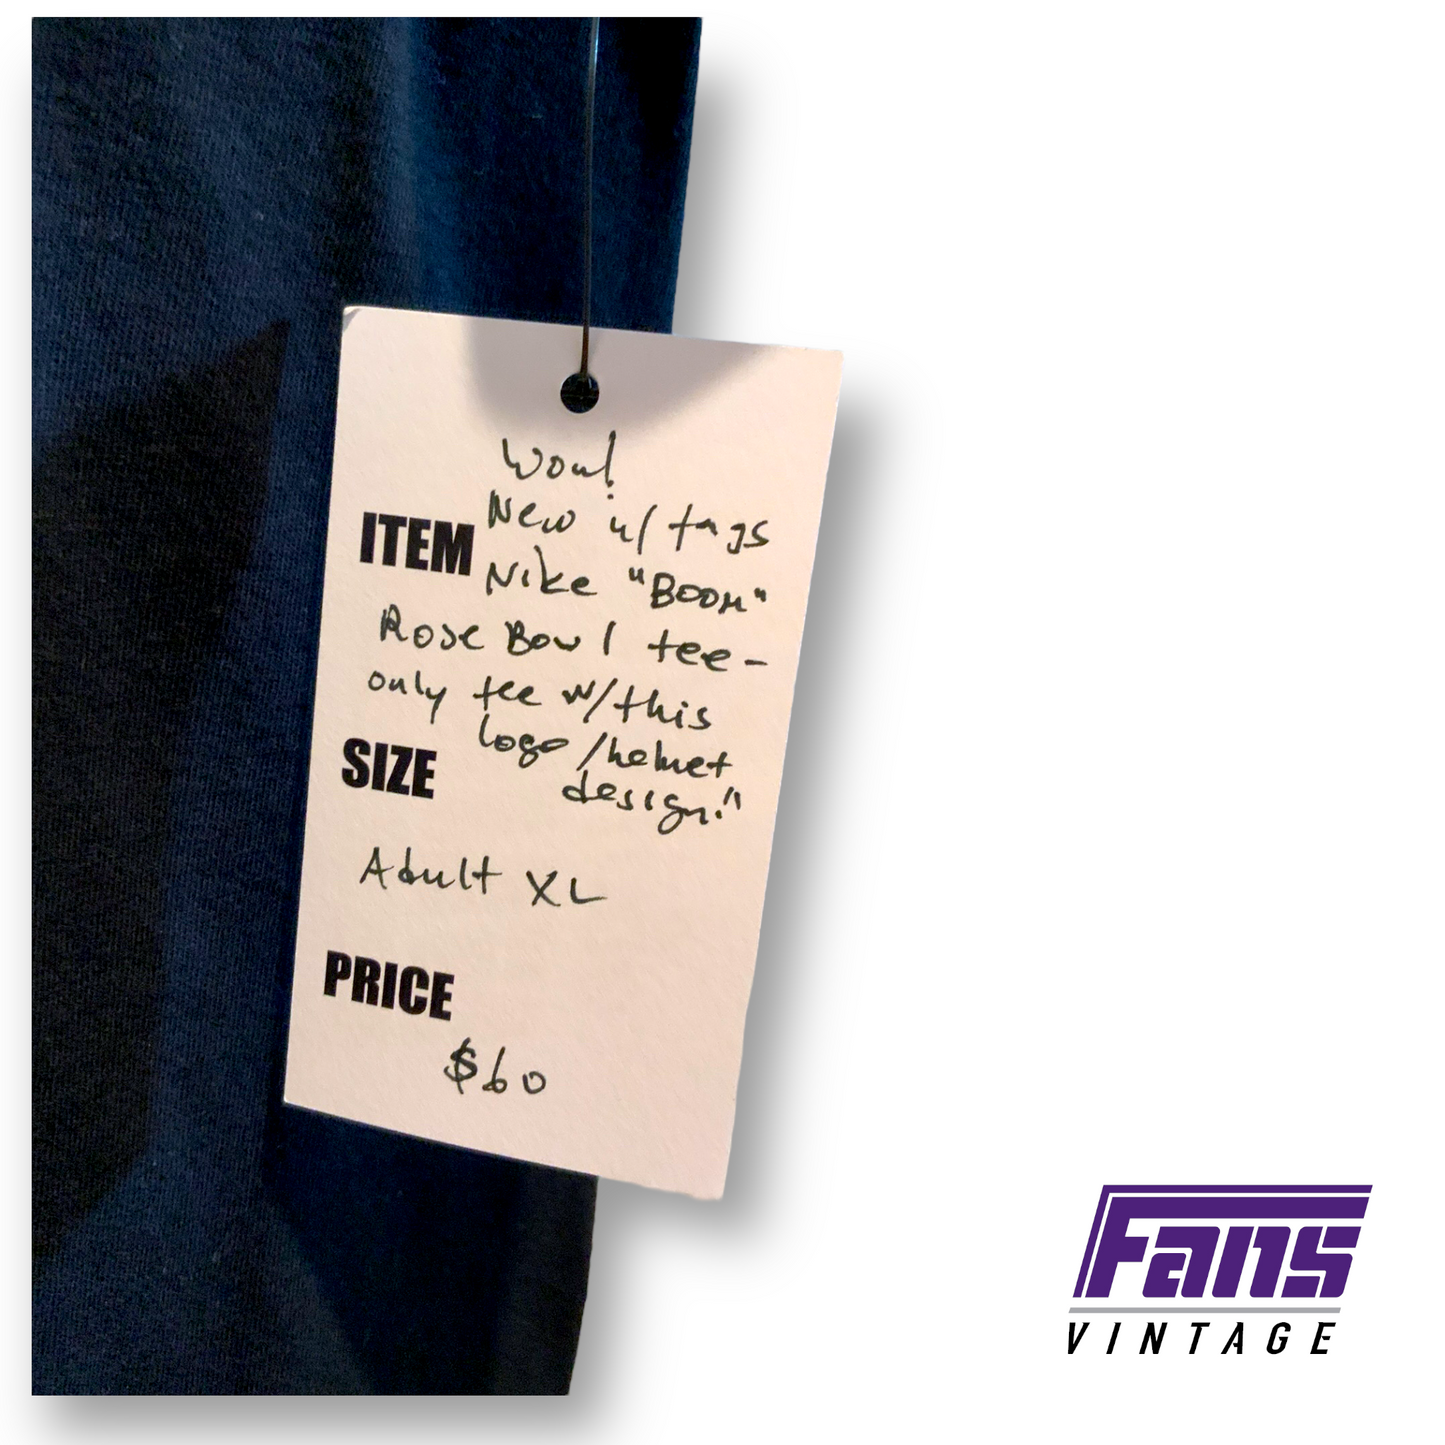 Wow!
ITEM New w/ tags
Nike "BOOM"
Rose Bowl tee-
only tee w/this
logo/helmet
design!"
SIZE
Adult XL
PRICE
$60
Fans
VINTAGE